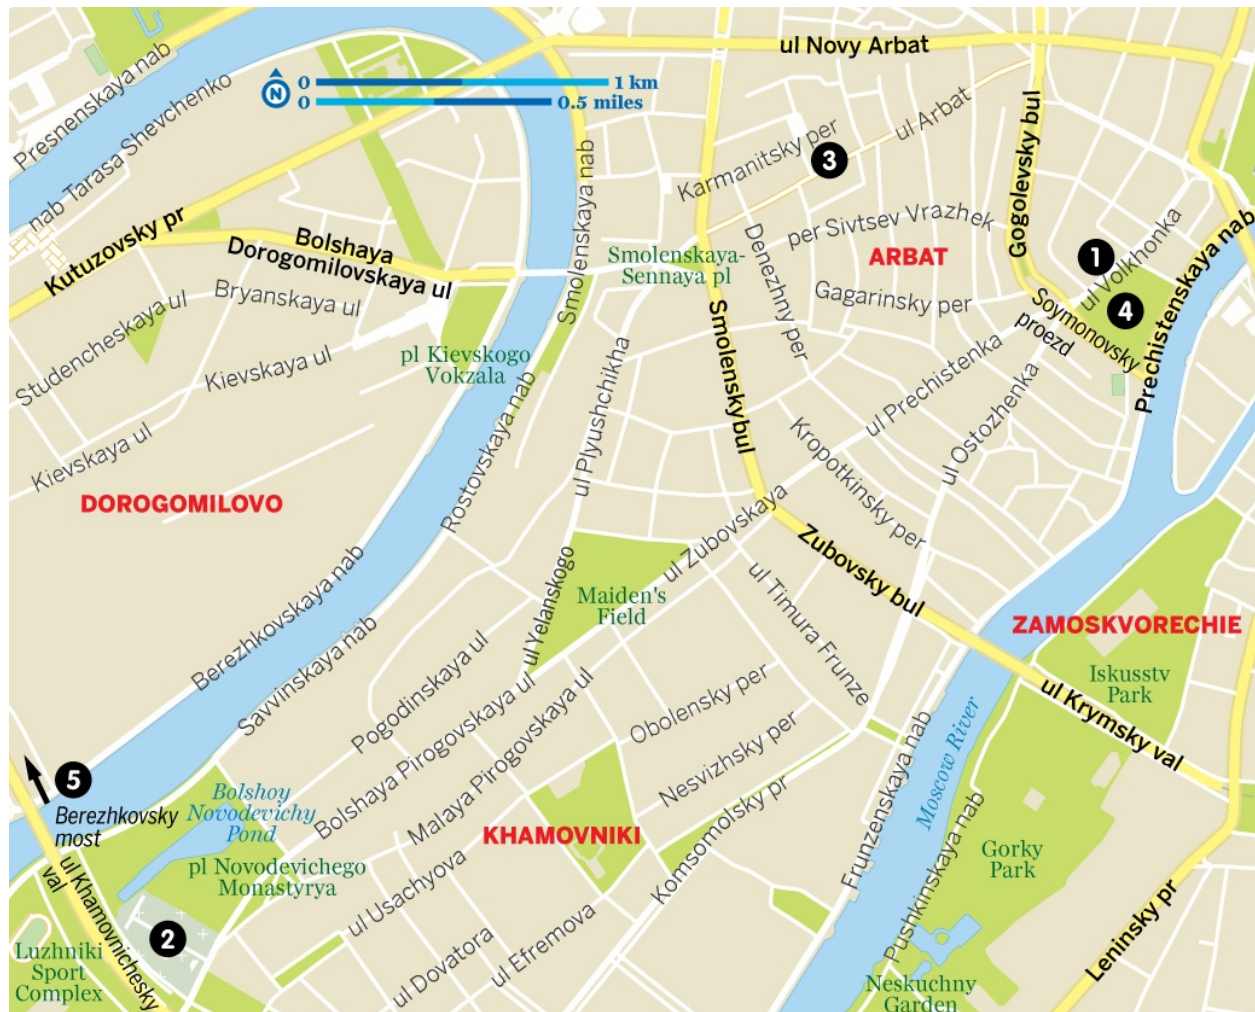 ul Novy Arbat
Presnenskaya nab
nab Tarasa Shevchenko
N
0
1 km
0
0.5 miles
Kutuzovsky pr
Smolenskaya nab
Karmanitsky per
3
ul Arbat
Gogolevsky bul
per Sivtsev Vrazhek
Denezhny per
ARBAT
Gagarinsky per
1
ul Volkhonka
4
Prechistenskaya nab
Soymonovsky
proezd
Bolshaya
Dorogomilovskaya ul
Smolenskaya-
Sennaya pl
Studencheskaya ul
Bryanskaya ul
Kievskaya ul
pl Kievskogo
Vokzala
Smolenskybul
ul Plyushchikha
Rostovskaya nab
ul Prechistenka
ul Ostozhenka
Kropotkinsky per
Kievskaya ul
DOROGOMILOVO
ul Zubovskaya
Zubovsky bul
ul Yelanskogo
Maiden's
Field
ul Timura Frunze
Berezhkovskaya nab
Savvinskaya nab
ZAMOSKVORECHIE
Iskusstv
Park
ul Krymsky val
Pogodinskaya ul
Bolshaya Pirogovskaya ul
Malaya Pirogovskaya ul
Obolensky per
Nesvizhsky per
Moscow River
Frunzenskaya nab
5
Berezhkovsky
most
Bolshoy
Novodevichy
Pond
pl Novodevichego
Monastyrya
KHAMOVNIKI
Komsomolsky pr
Pushkinskaya nab
Gorky
Park
Leninsky pr
ul Khamovnichesky
val
2
ul Usachyova
ul Dovatora
ul Efremova
Luzhniki
Sport
Complex
Neskuchny
Garden